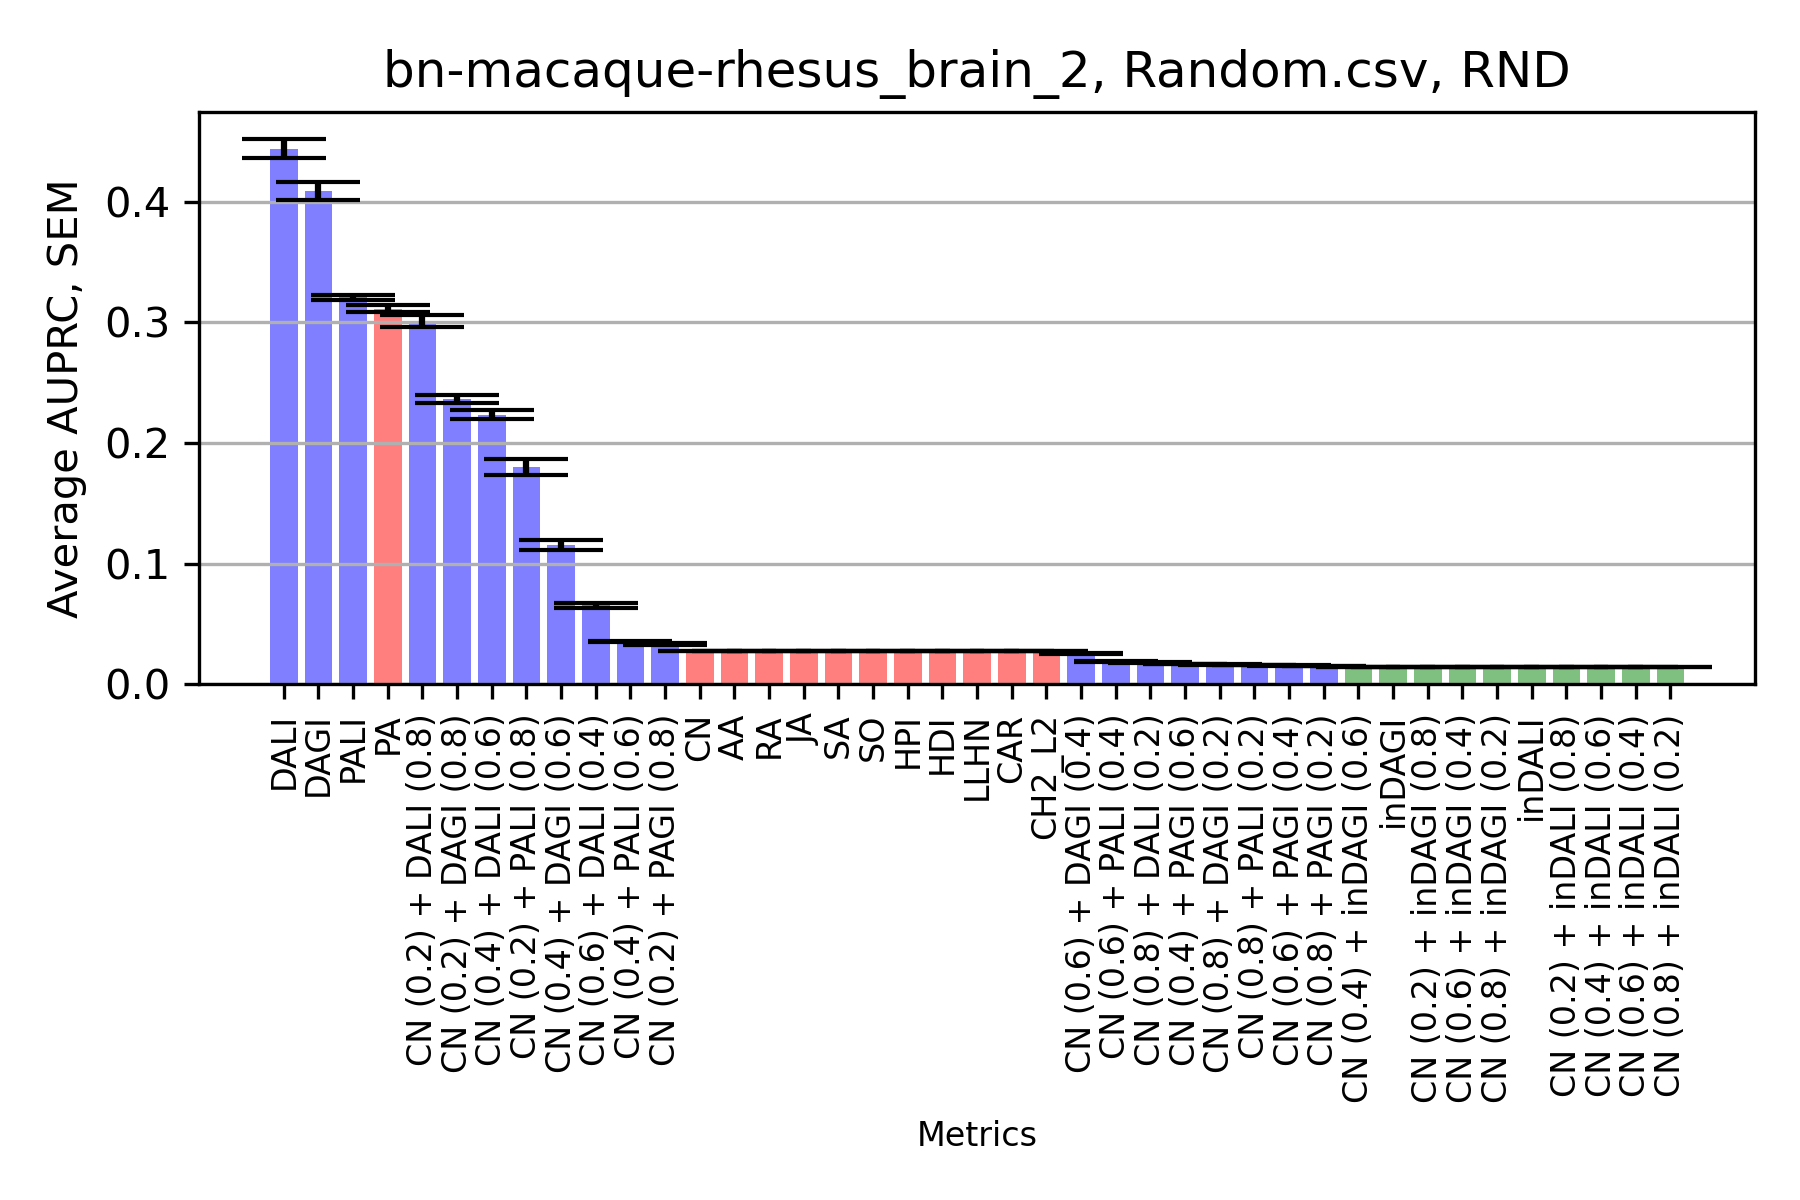 bn-macaque-rhesus_brain_2, Random.csv, RND
Average AUPRC, SEM
0.4
0.3
0.2
0.1
0.0
DALI
DAGI
PALI
PA
CN (0.2) + DALI (0.8)
CN (0.2) + DAGI (0.8)
CN (0.4) + DALI (0.6)
CN (0.2) + PALI (0.8)
CN (0.4) + DAGI (0.6)
CN (0.6) + DALI (0.4)
CN (0.4) + PALI (0.6)
CN (0.2) + PAGI (0.8)
CN
AA
RA
JA
SA
SO
HPI
HDI
LLHN
CAR
CH2_L2
CN (0.6) + DAGI (0.4)
CN (0.6) + PALI (0.4)
CN (0.8) + DALI (0.2)
CN (0.4) + PAGI (0.6)
CN (0.8) + DAGI (0.2)
CN (0.8) + PALI (0.2)
CN (0.6) + PAGI (0.4)
CN (0.8) + PAGI (0.2)
CN (0.4) + inDAGI (0.6)
inDAGI
CN (0.2) + inDAGI (0.8)
CN (0.6) + inDAGI (0.4)
CN (0.8) + inDAGI (0.2)
inDALI
CN (0.2) + inDALI (0.8)
CN (0.4) + inDALI (0.6)
CN (0.6) + inDALI (0.4)
CN (0.8) + inDALI (0.2)
Metrics